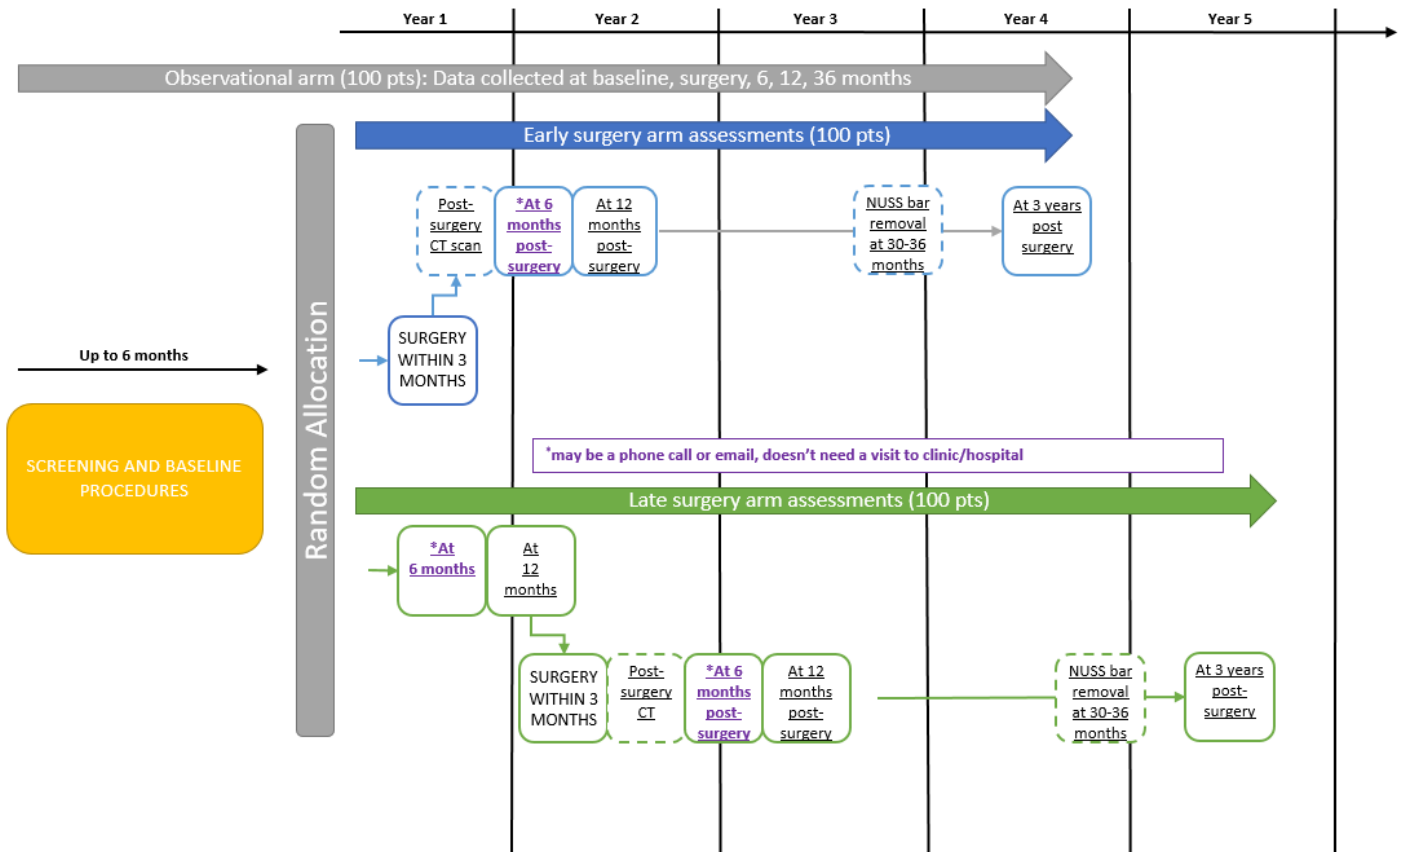 Year 1
Year 2
Year 3
Year 4
Year 5
Observational arm (100 pts): Data collected at baseline, surgery, 6, 12, 36 months
Early surgery arm assessments (100 pts)
Post-
surgery
CT scan
*At 6
months
post-
surgery
At 12
months
post-
surgery
NUSS bar
removal
at 30-36
months
At 3 years
post
surgery
SURGERY
WITHIN 3
MONTHS
Up to 6 months
Random Allocation
SCREENING AND BASELINE
PROCEDURES
*may be a phone call or email, doesn't need a visit to clinic/hospital
Late surgery arm assessments (100 pts)
*At
6 months
At
12
months
SURGERY
WITHIN 3
MONTHS
Post-
surgery
CT
*At 6
months
post-
surgery
At 12
months
post-
surgery
NUSS bar
removal
at 30-36
months
At 3 years
post-
surgery